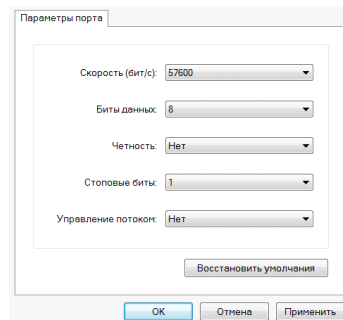 Параметры порта
Скорость (бит/с): 57600
Биты данных: 8
Четность: Нет
Стоповые биты: 1
Управление потоком: Нет
Восстановить умолчания
ОК Отмена Применить